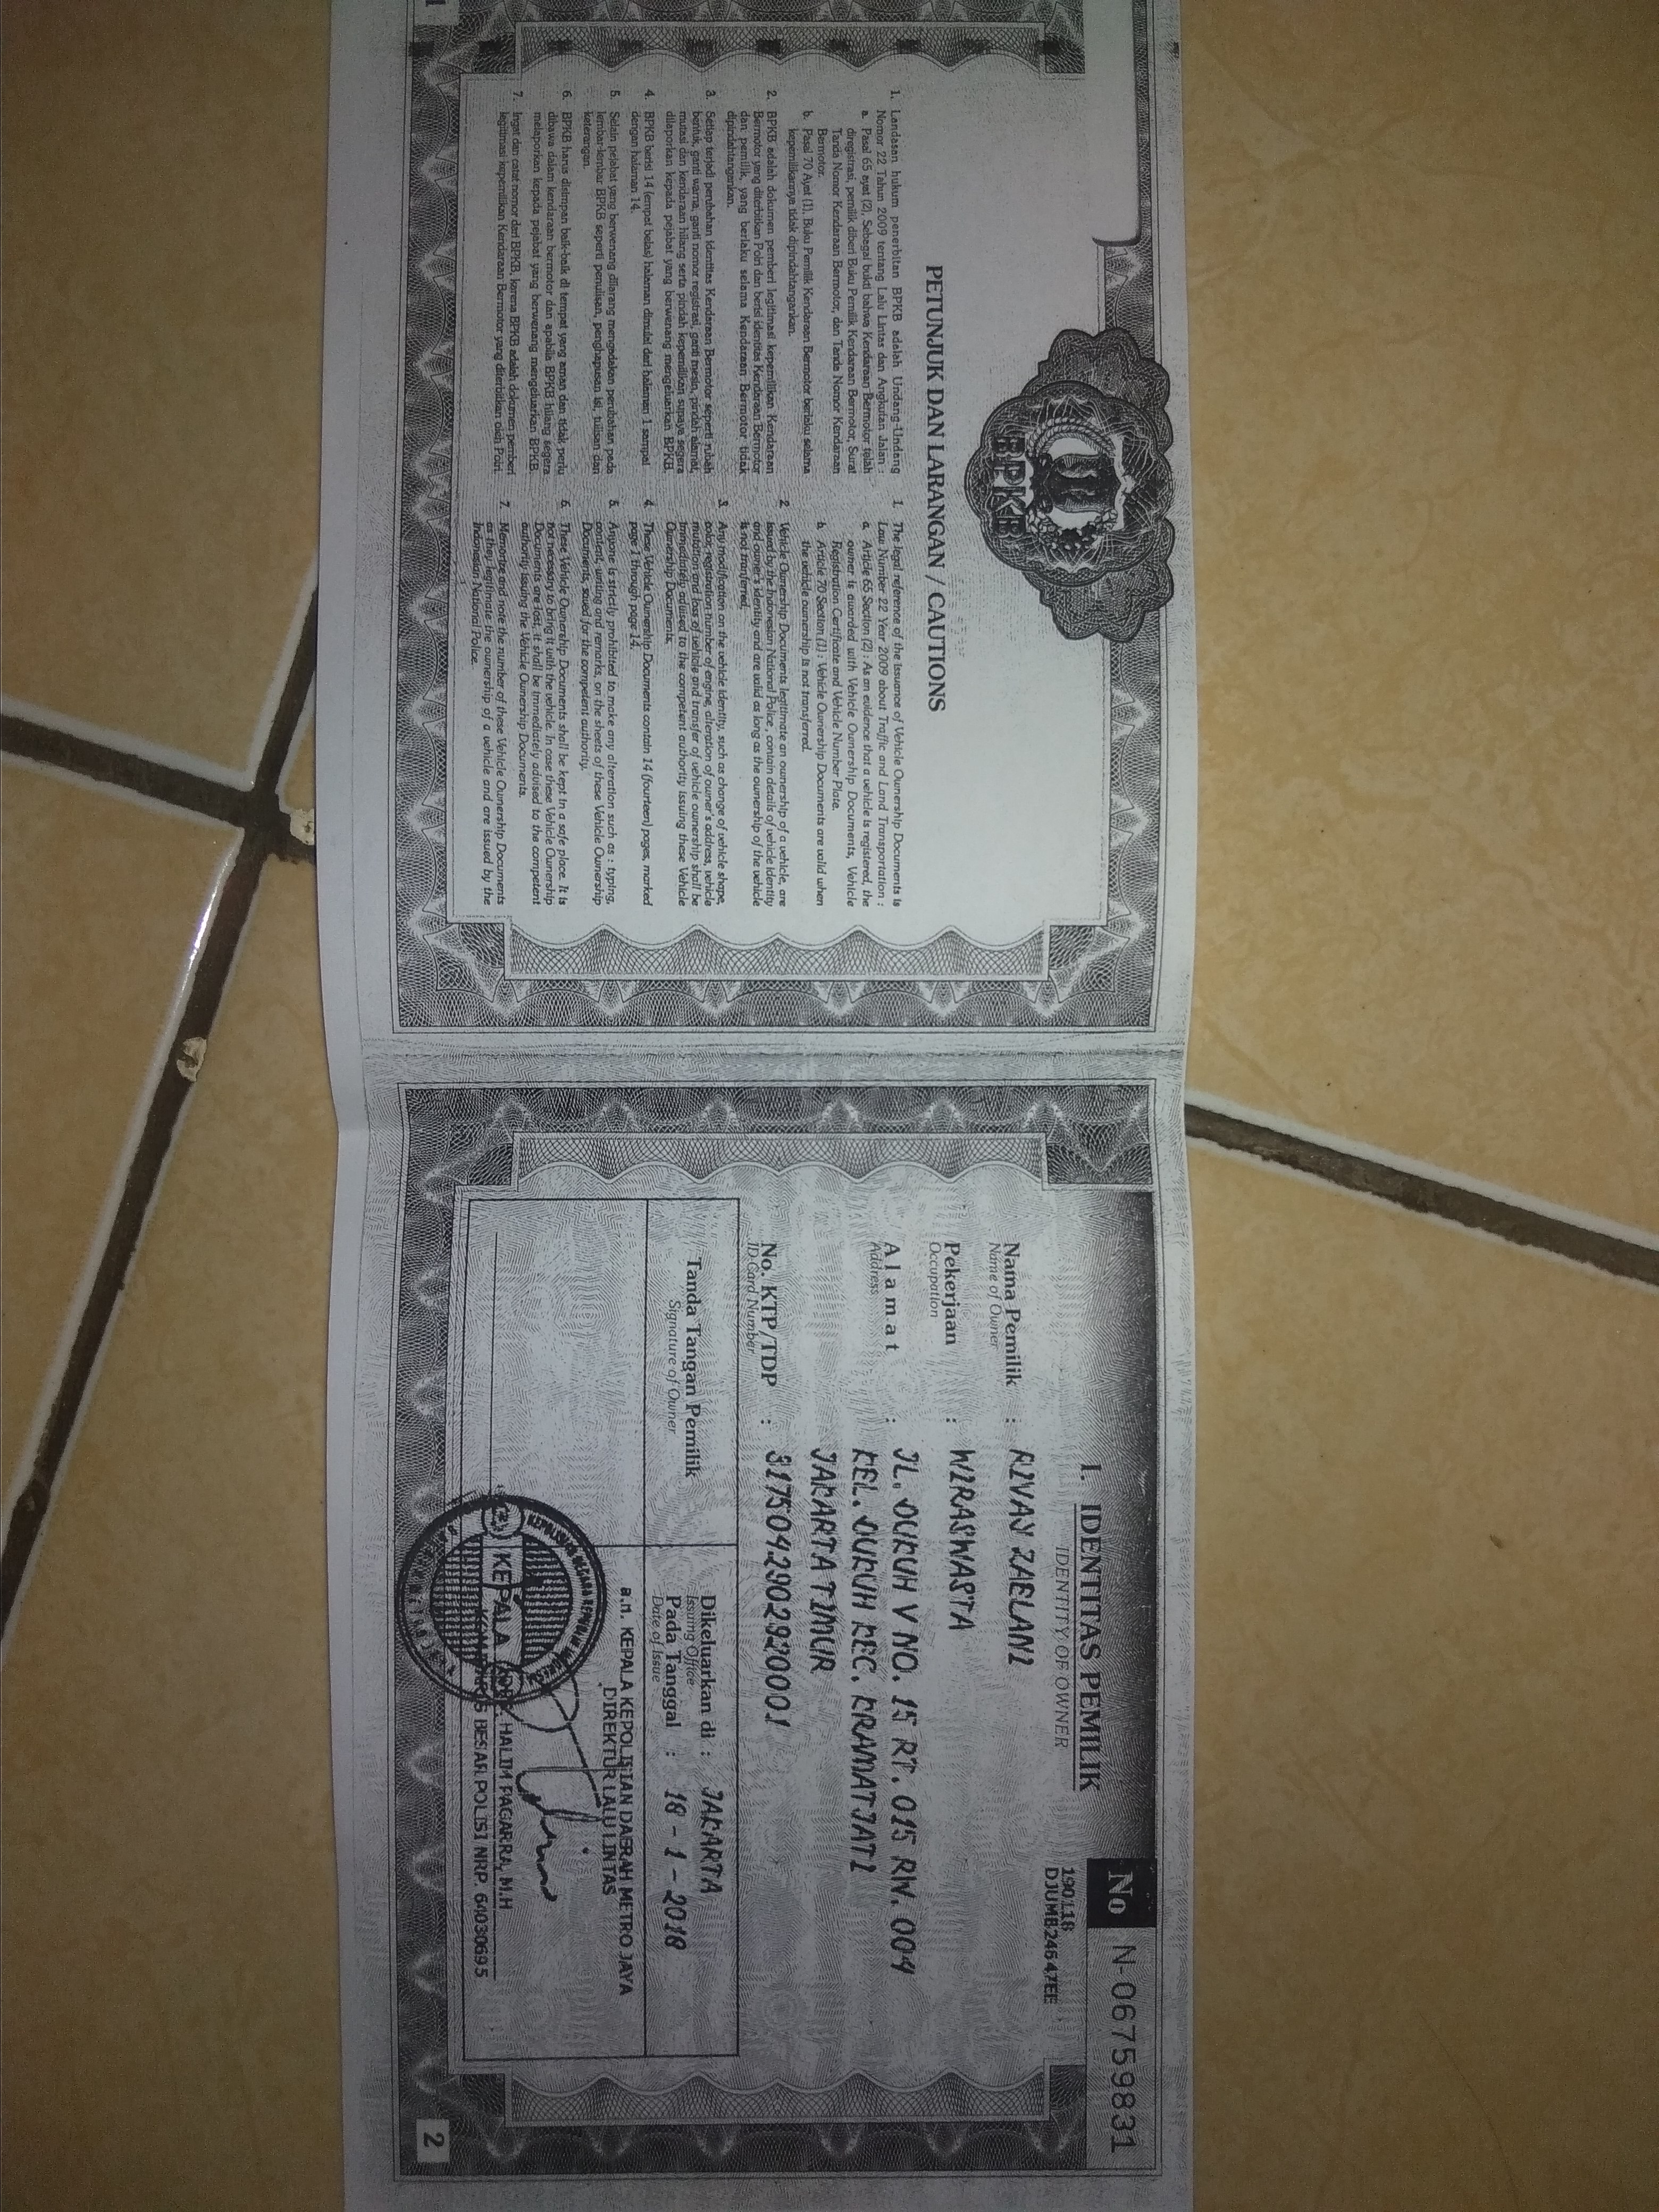 1
BPKB
PETUNJUK DAN LARANGAN / CAUTIONS
1. Landasan hukum penerbitan BPKB adalah Undang-Undang
Nomor 22 Tahun 2009 tentang Lalu Lintas dan Angkutan Jalan :
a. Pasal 65 ayat (2), Sebagai bukti bahwa Kendaraan Bermotor telah
diregistrasi, pemilik diberi Buku Pemilik Kendaraan Bermotor, Surat
Tanda Nomor Kendaraan Bermotor, dan Tanda Nomor Kendaraan
Bermotor.
b. Pasal 70 Ayat (1), Buku Pemilik Kendaraan Bermotor berlaku selama
kepemilikannya tidak dipindahtangankan.
2. BPKB adalah dokumen pemberi legitimasi kepemilikan Kendaraan
Bermotor yang diterbitkan Polri dan berisi identitas Kendaraan Bermotor
dan pemilik, yang berlaku selama Kendaraan Bermotor tidak
dipindahtangankan.
3. Setiap terjadi perubahan identitas Kendaraan Bermotor seperti rubah
bentuk, ganti warna, ganti nomor registrasi, ganti mesin, pindah alamat,
mutasi dan kendaraan hilang serta pindah kepemilikan supaya segera
dilaporkan kepada pejabat yang berwenang mengeluarkan BPKB.
4. BPKB berisi 14 (empat belas) halaman dimulai dari halaman 1 sampai
dengan halaman 14.
5. Selain pejabat yang berwenang dilarang mengadakan perubahan pada
lembar-lembar BPKB seperti penulisan, penghapusan isi, tulisan dan
keterangan.
6. BPKB harus disimpan baik-baik di tempat yang aman dan tidak perlu
dibawa dalam kendaraan bermotor dan apabila BPKB hilang segera
melaporkan kepada pejabat yang berwenang mengeluarkan BPKB.
7. Ingat dan catat nomor dari BPKB, karena BPKB adalah dokumen pemberi
legitimasi kepemilikan Kendaraan Bermotor yang diterbitkan oleh Polri.
1. The legal reference of the issuance of Vehicle Ownership Documents is
Law Number 22 Year 2009 about Traffic and Land Transportation :
a. Article 65 Section (2) : As an evidence that a vehicle is registered, the
owner is awarded with Vehicle Ownership Documents, Vehicle
Registration Certificate and Vehicle Number Plate.
b. Article 70 Section (1) : Vehicle Ownership Documents are valid when
the vehicle ownership is not transferred.
2. Vehicle Ownership Documents legitimate an ownership of a vehicle, are
issued by the Indonesian National Police, contain details of vehicle identity
and owner's identity and are valid as long as the ownership of the vehicle
is not transferred.
3. Any modification on the vehicle identity, such as change of vehicle shape,
color, registration number of engine, alteration of owner's address, vehicle
mutation and loss of vehicle and transfer of vehicle ownership shall be
immediately advised to the competent authority issuing these Vehicle
Ownership Documents.
4. These Vehicle Ownership Documents contain 14 (fourteen) pages, marked
page 1 through page 14.
5. Anyone is strictly prohibited to make any alteration such as : typing,
content, writing and remarks, on the sheets of these Vehicle Ownership
Documents, saved for the competent authority.
6. These Vehicle Ownership Documents shall be kept in a safe place. It is
not necessary to bring it with the vehicle. In case these Vehicle Ownership
Documents are lost, it shall be immediately advised to the competent
authority issuing the Vehicle Ownership Documents.
7. Memorize and note the number of these Vehicle Ownership Documents
as they legitimate the ownership of a vehicle and are issued by the
Indonesian National Police.
No N-06759831
I. IDENTITAS PEMILIK
IDENTITY OF OWNER
190118
DJUMB24647EE
Nama Pemilik : RIVAN ZAELANI
Name of Owner
Pekerjaan : WIRASWASTA
Occupation
Alamat : JL. DUKUH V NO. 15 RT. 015 RW. 004
Address
KEL. DUKUH KEC. KRAMATJATI
JAKARTA TIMUR
No. KTP/TDP : 3175042902920001
ID Card Number
Tanda Tangan Pemilik
Signature of Owner
Dikeluarkan di : JAKARTA
Issuing Office
Pada Tanggal : 18 - 1 - 2018
Date of Issue
a.n. KEPALA KEPOLISIAN DAERAH METRO JAYA
DIREKTUR LALU LINTAS
KEPALA
HALIM PAGARRA, M.H
BESAR POLISI NRP. 64030695
2